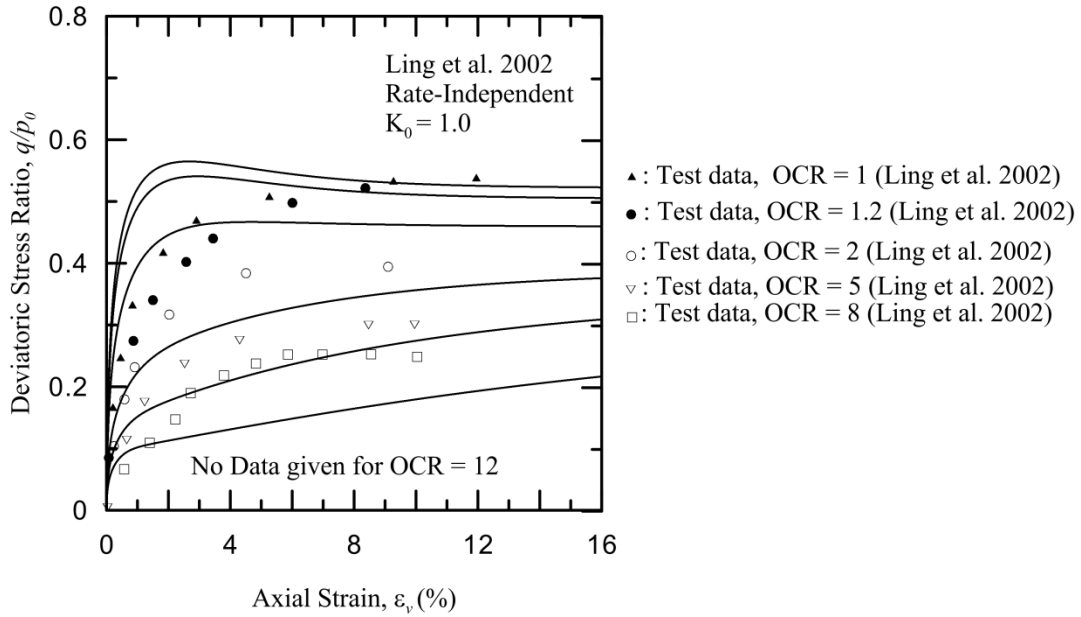 0.8
0.6
0.4
0.2
0
Deviatoric Stress Ratio, q/p₀
Ling et al. 2002
Rate-Independent
K₀ = 1.0
No Data given for OCR = 12
0 4 8 12 16
Axial Strain, εᵥ(%)
▲: Test data, OCR = 1 (Ling et al. 2002)
●: Test data, OCR = 1.2 (Ling et al. 2002)
○: Test data, OCR = 2 (Ling et al. 2002)
▽: Test data, OCR = 5 (Ling et al. 2002)
□: Test data, OCR = 8 (Ling et al. 2002)